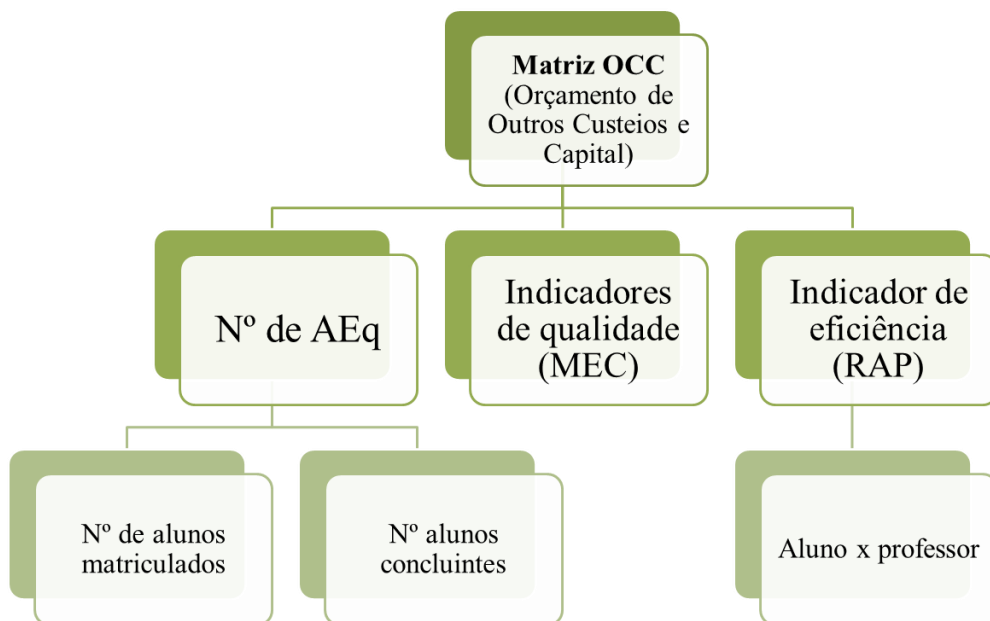 Matriz OCC
(Orçamento de
Outros Custeios e
Capital)
Nº de AEq
Indicadores
de qualidade
(MEC)
Indicador de
eficiência
(RAP)
Nº de alunos
matriculados
Nº alunos
concluintes
Aluno x professor